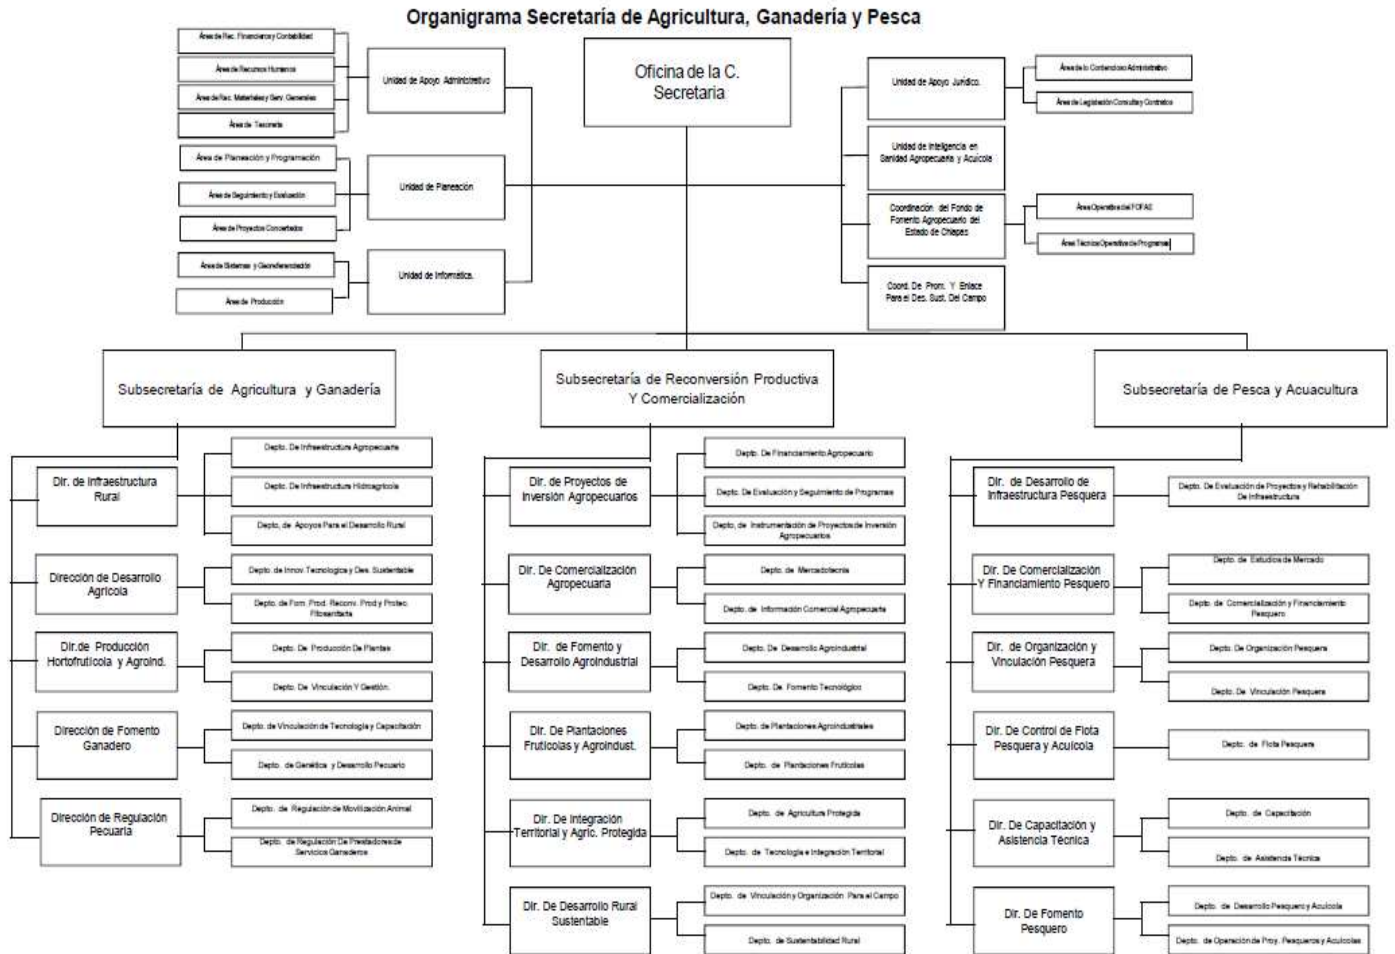 Organigrama Secretaría de Agricultura, Ganadería y Pesca
Oficina de la C.
Secretaria
Unidad de Apoyo Administrativo
Área de Rec. Financieros y Contabilidad
Área de Recursos Humanos
Área de Rec. Materiales y Serv. Generales
Área de Tesorería
Unidad de Planeación
Área de Planeación y Programación
Área de Seguimiento y Evaluación
Área de Proyectos Concertados
Unidad de Informática.
Área de Sistemas y Georeferenciación
Área de Producción
Unidad de Apoyo Jurídico.
Área de lo Contencioso Administrativo
Área de Legislación Consulta y Contratos
Unidad de Inteligencia en
Sanidad Agropecuaria y Acuícola
Coordinación del Fondo de
Fomento Agropecuario del
Estado de Chiapas
Área Operativa del FOFAS
Área Técnica Operativa de Programas
Coord. De Prom. Y Enlace
Para el Des. Sust. Del Campo
Subsecretaría de Agricultura y Ganadería
Dir. de Infraestructura
Rural
Depto. De Infraestructura Agropecuaria
Depto. De Infraestructura Hidroagrícola
Depto, de Apoyos Para el Desarrollo Rural
Dirección de Desarrollo
Agrícola
Depto. de Innov. Tecnologica y Des. Sustentable
Depto. de Fom. Prod. Reconv. Prod y Protec.
Fitosanitaria
Dir.de Producción
Hortofrutícola y Agroind.
Depto. De Producción De Plantas
Depto. De Vinculación Y Gestión.
Dirección de Fomento
Ganadero
Depto. de Vinculación de Tecnología y Capacitación
Depto. de Genética y Desarrollo Pecuario
Dirección de Regulación
Pecuaria
Depto. de Regulación de Movilización Animal
Depto. de Regulación De Prestadores de
Servicios Ganaderos
Subsecretaría de Reconversión Productiva
Y Comercialización
Dir. de Proyectos de
Inversión Agropecuarios
Depto. De Financiamiento Agropecuario
Depto. De Evaluación y Seguimiento de Programas
Depto, de Instrumentación de Proyectos de Inversión
Agropecuarios
Dir. De Comercialización
Agropecuaria
Depto. de Mercadotecnia
Depto. de Información Comercial Agropecuaria
Dir. de Fomento y
Desarrollo Agroindustrial
Depto. De Desarrollo Agroindustrial
Depto. De Fomento Tecnológico
Dir. De Plantaciones
Frutícolas y Agroindust.
Depto. de Plantaciones Agroindustriales
Depto. de Plantaciones Frutícolas
Dir. De Integración
Territorial y Agric. Protegida
Depto. de Agricultura Protegida
Depto. de Tecnología e Integración Territorial
Dir. De Desarrollo Rural
Sustentable
Depto. de Vinculación y Organización Para el Campo
Depto. de Sustentabilidad Rural
Subsecretaría de Pesca y Acuacultura
Dir. de Desarrollo de
Infraestructura Pesquera
Depto. De Evaluación de Proyectos y Rehabilitación
De Infraestructura
Dir. De Comercialización
Y Financiamiento Pesquero
Depto. de Estudios de Mercado
Depto. de Comercialización y Financiamiento
Pesquero
Dir. de Organización y
Vinculación Pesquera
Depto. De Organización Pesquera
Depto. De Vinculación Pesquera
Dir. De Control de Flota
Pesquera y Acuícola
Depto. de Flota Pesquera
Dir. De Capacitación y
Asistencia Técnica
Depto. de Capacitación
Depto. de Asistencia Técnica
Dir. De Fomento
Pesquero
Depto. de Desarrollo Pesquero y Acuícola
Depto. de Operación de Proy. Pesqueros y Acuícolas